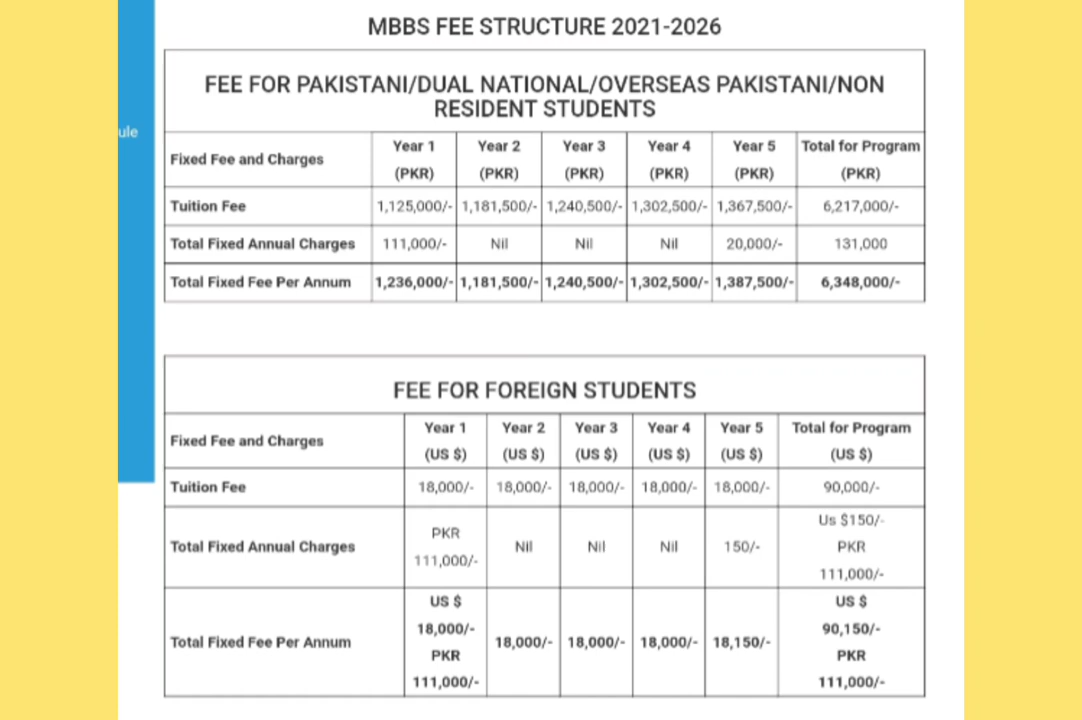 MBBS FEE STRUCTURE 2021-2026
ule
FEE FOR PAKISTANI/DUAL NATIONAL/OVERSEAS PAKISTANI/NON
RESIDENT STUDENTS
Fixed Fee and Charges Year 1 (PKR) Year 2 (PKR) Year 3 (PKR) Year 4 (PKR) Year 5 (PKR) Total for Program (PKR)
Tuition Fee 1,125,000/- 1,181,500/- 1,240,500/- 1,302,500/- 1,367,500/- 6,217,000/-
Total Fixed Annual Charges 111,000/- Nil Nil Nil 20,000/- 131,000
Total Fixed Fee Per Annum 1,236,000/- 1,181,500/- 1,240,500/- 1,302,500/- 1,387,500/- 6,348,000/-
FEE FOR FOREIGN STUDENTS
Fixed Fee and Charges Year 1 (US $) Year 2 (US $) Year 3 (US $) Year 4 (US $) Year 5 (US $) Total for Program (US $)
Tuition Fee 18,000/- 18,000/- 18,000/- 18,000/- 18,000/- 90,000/-
Total Fixed Annual Charges PKR 111,000/- Nil Nil Nil 150/- Us $150/- PKR 111,000/-
Total Fixed Fee Per Annum US $ 18,000/- PKR 111,000/- 18,000/- 18,000/- 18,000/- 18,150/- US $ 90,150/- PKR 111,000/-